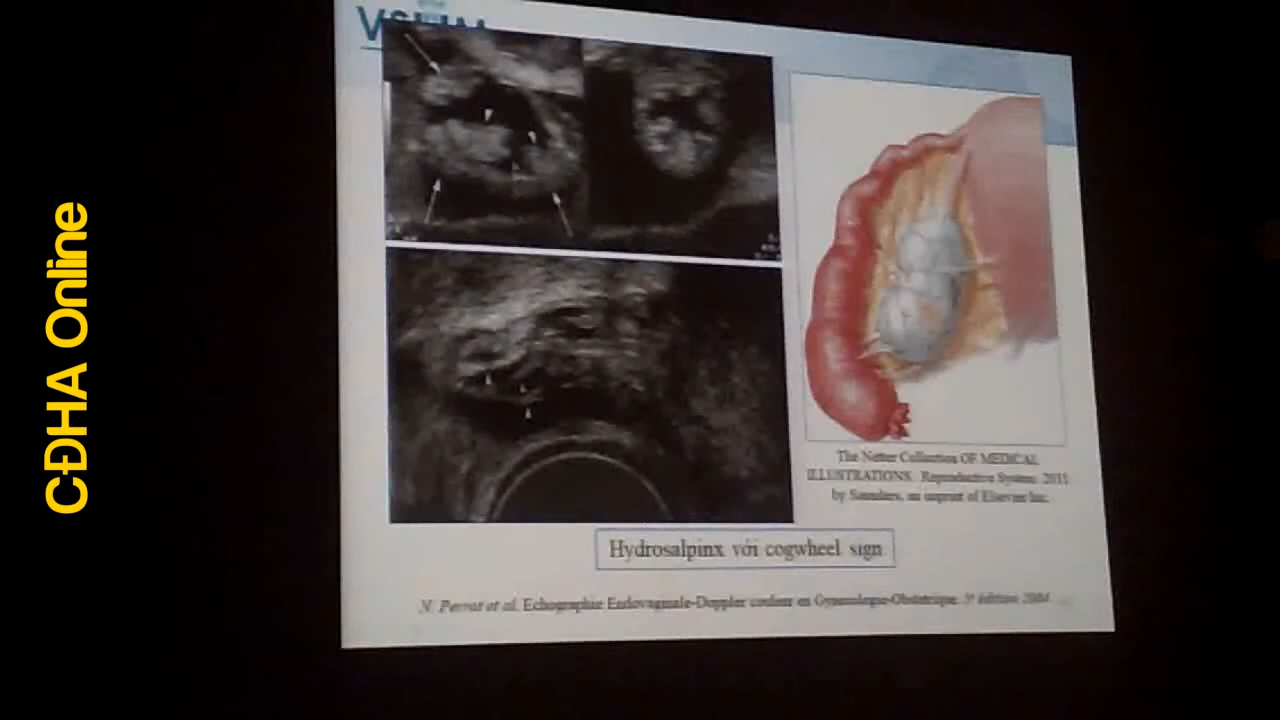 CĐHA Online
The Netter Collection OF MEDICAL
ILLUSTRATIONS. Reproductive System. 2011
by Saunders, an imprint of Elsevier Inc.
Hydrosalpinx với cogwheel sign
N. Perrot et al. Echographie Endovaginale-Doppler couleur en Gynécologie-Obstétrique. 3e édition 2004